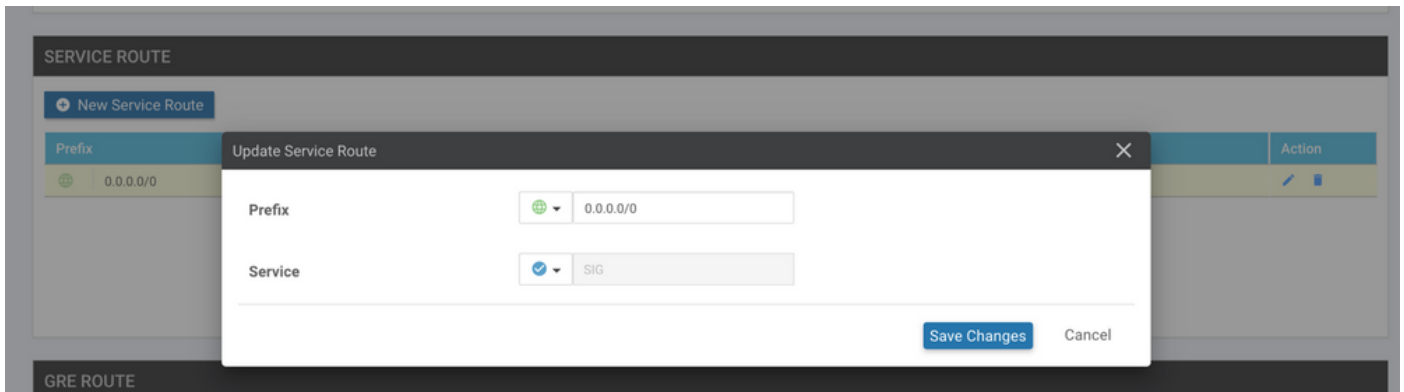 SERVICE ROUTE
New Service Route
Prefix
Action
0.0.0.0/0
Update Service Route
Prefix
0.0.0.0/0
Service
SIG
Save Changes
Cancel
GRE ROUTE